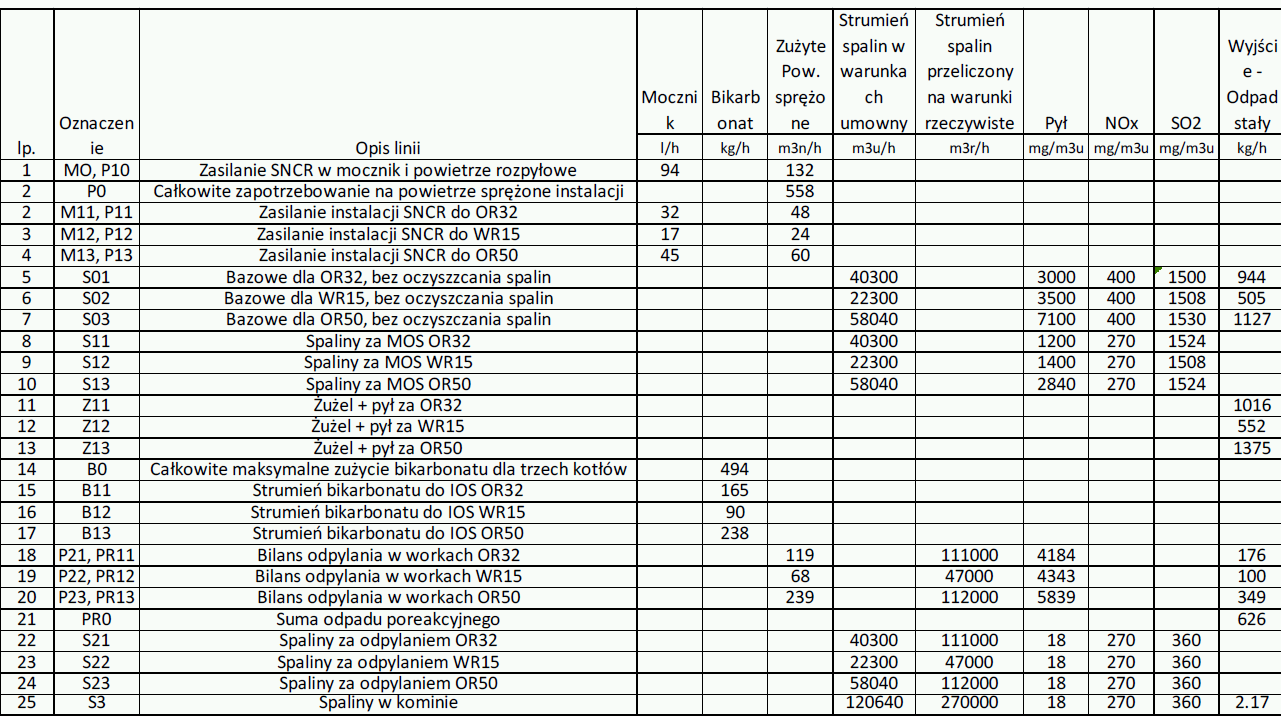 lp. Oznaczenie Opis linii Mocznik Bikarbonat Zużyte Pow. sprężone Strumień spalin w warunkach umowny Strumień spalin przeliczony na warunki rzeczywiste Pył NOx SO2 Wyjście - Odpad stały
l/h kg/h m3n/h m3u/h m3r/h mg/m3u mg/m3u mg/m3u kg/h
1 MO, P10 Zasilanie SNCR w mocznik i powietrze rozpyłowe 94 132
2 P0 Całkowite zapotrzebowanie na powietrze sprężone instalacji 558
2 M11, P11 Zasilanie instalacji SNCR do OR32 32 48
3 M12, P12 Zasilanie instalacji SNCR do WR15 17 24
4 M13, P13 Zasilanie instalacji SNCR do OR50 45 60
5 S01 Bazowe dla OR32, bez oczyszzcania spalin 40300 3000 400 1500 944
6 S02 Bazowe dla WR15, bez oczyszczania spalin 22300 3500 400 1508 505
7 S03 Bazowe dla OR50, bez oczyszczania spalin 58040 7100 400 1530 1127
8 S11 Spaliny za MOS OR32 40300 1200 270 1524
9 S12 Spaliny za MOS WR15 22300 1400 270 1508
10 S13 Spaliny za MOS OR50 58040 2840 270 1524
11 Z11 Żużel + pył za OR32 1016
12 Z12 Żużel + pył za WR15 552
13 Z13 Żużel + pył za OR50 1375
14 B0 Całkowite maksymalne zużycie bikarbonatu dla trzech kotłów 494
15 B11 Strumień bikarbonatu do IOS OR32 165
16 B12 Strumień bikarbonatu do IOS WR15 90
17 B13 Strumień bikarbonatu do IOS OR50 238
18 P21, PR11 Bilans odpylania w workach OR32 119 111000 4184 176
19 P22, PR12 Bilans odpylania w workach WR15 68 47000 4343 100
20 P23, PR13 Bilans odpylania w workach OR50 239 112000 5839 349
21 PR0 Suma odpadu poreakcyjnego 626
22 S21 Spaliny za odpylaniem OR32 40300 111000 18 270 360
23 S22 Spaliny za odpylaniem WR15 22300 47000 18 270 360
24 S23 Spaliny za odpylaniem OR50 58040 112000 18 270 360
25 S3 Spaliny w kominie 120640 270000 18 270 360 2.17